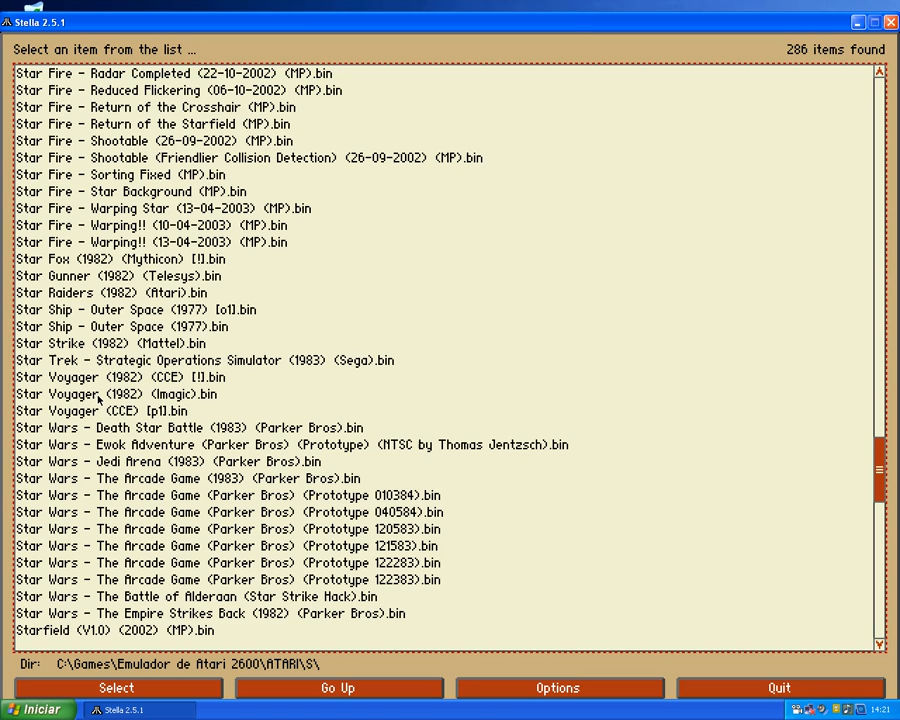 Stella 2.5.1
Select an item from the list ...
286 items found
Star Fire - Radar Completed (22-10-2002) (MP).bin
Star Fire - Reduced Flickering (06-10-2002) (MP).bin
Star Fire - Return of the Crosshair (MP).bin
Star Fire - Return of the Starfield (MP).bin
Star Fire - Shootable (26-09-2002) (MP).bin
Star Fire - Shootable (Friendlier Collision Detection) (26-09-2002) (MP).bin
Star Fire - Sorting Fixed (MP).bin
Star Fire - Star Background (MP).bin
Star Fire - Warping Star (13-04-2003) (MP).bin
Star Fire - Warping!! (10-04-2003) (MP).bin
Star Fire - Warping!! (13-04-2003) (MP).bin
Star Fox (1982) (Mythicon) [!].bin
Star Gunner (1982) (Telesys).bin
Star Raiders (1982) (Atari).bin
Star Ship - Outer Space (1977) [o1].bin
Star Ship - Outer Space (1977).bin
Star Strike (1982) (Mattel).bin
Star Trek - Strategic Operations Simulator (1983) (Sega).bin
Star Voyager (1982) (CCE) [!].bin
Star Voyager (1982) (Imagic).bin
Star Voyager (CCE) [p1].bin
Star Wars - Death Star Battle (1983) (Parker Bros).bin
Star Wars - Ewok Adventure (Parker Bros) (Prototype) (NTSC by Thomas Jentzsch).bin
Star Wars - Jedi Arena (1983) (Parker Bros).bin
Star Wars - The Arcade Game (1983) (Parker Bros).bin
Star Wars - The Arcade Game (Parker Bros) (Prototype 010384).bin
Star Wars - The Arcade Game (Parker Bros) (Prototype 040584).bin
Star Wars - The Arcade Game (Parker Bros) (Prototype 120583).bin
Star Wars - The Arcade Game (Parker Bros) (Prototype 121583).bin
Star Wars - The Arcade Game (Parker Bros) (Prototype 122283).bin
Star Wars - The Arcade Game (Parker Bros) (Prototype 122383).bin
Star Wars - The Battle of Alderaan (Star Strike Hack).bin
Star Wars - The Empire Strikes Back (1982) (Parker Bros).bin
Starfield (V1.0) (2002) (MP).bin
Dir: C:\Games\Emulador de Atari 2600\ATARI\S\
Select Go Up Options Quit
Iniciar Stella 2.5.1 14:21